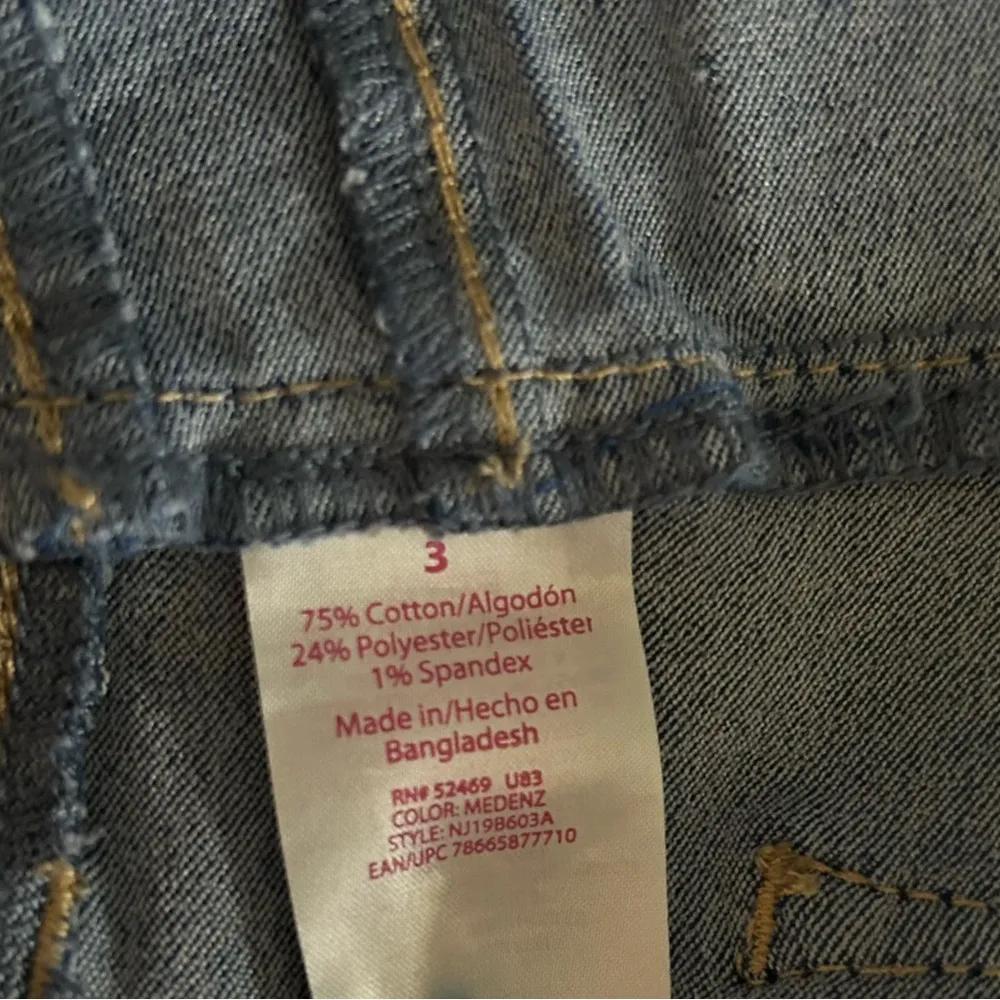 3
75% Cotton/Algodón
24% Polyester/Poliéster
1% Spandex
Made in/Hecho en
Bangladesh
RN# 52469 U83
COLOR: MEDENZ
STYLE: NJ19B603A
EAN/UPC 78665877710